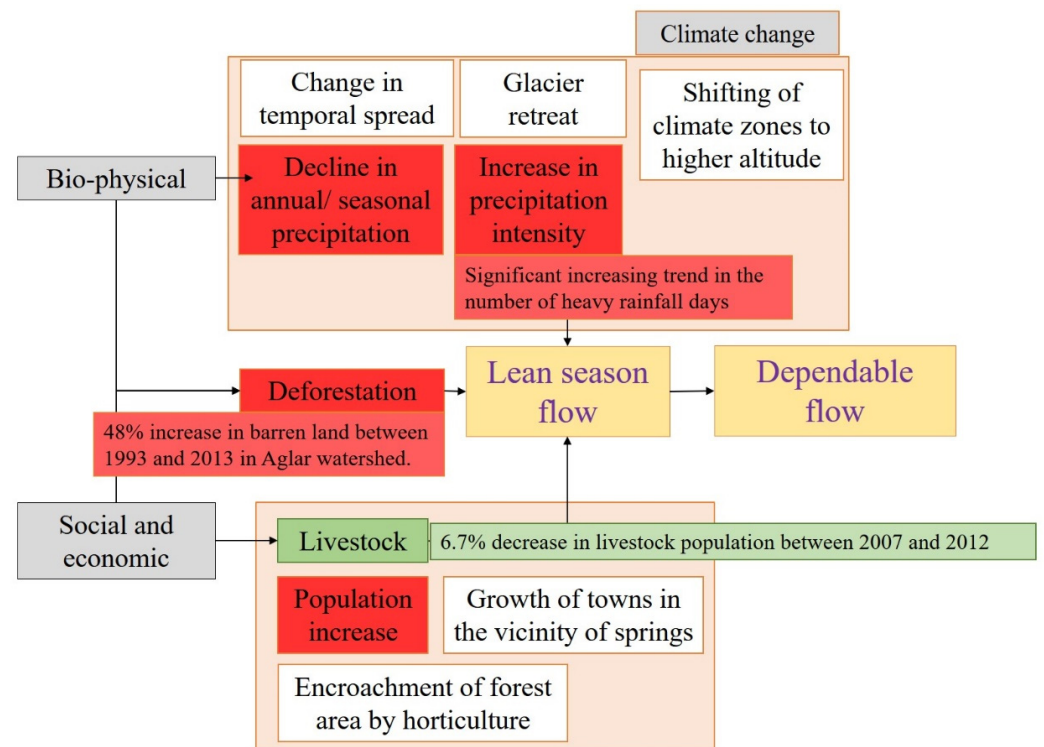 Climate change
Change in
temporal spread
Glacier
retreat
Shifting of
climate zones to
higher altitude
Bio-physical
Decline in
annual/ seasonal
precipitation
Increase in
precipitation
intensity
Significant increasing trend in the
number of heavy rainfall days
Deforestation
48% increase in barren land between
1993 and 2013 in Aglar watershed.
Lean season
flow
Dependable
flow
Social and
economic
Livestock
6.7% decrease in livestock population between 2007 and 2012
Population
increase
Growth of towns in
the vicinity of springs
Encroachment of forest
area by horticulture